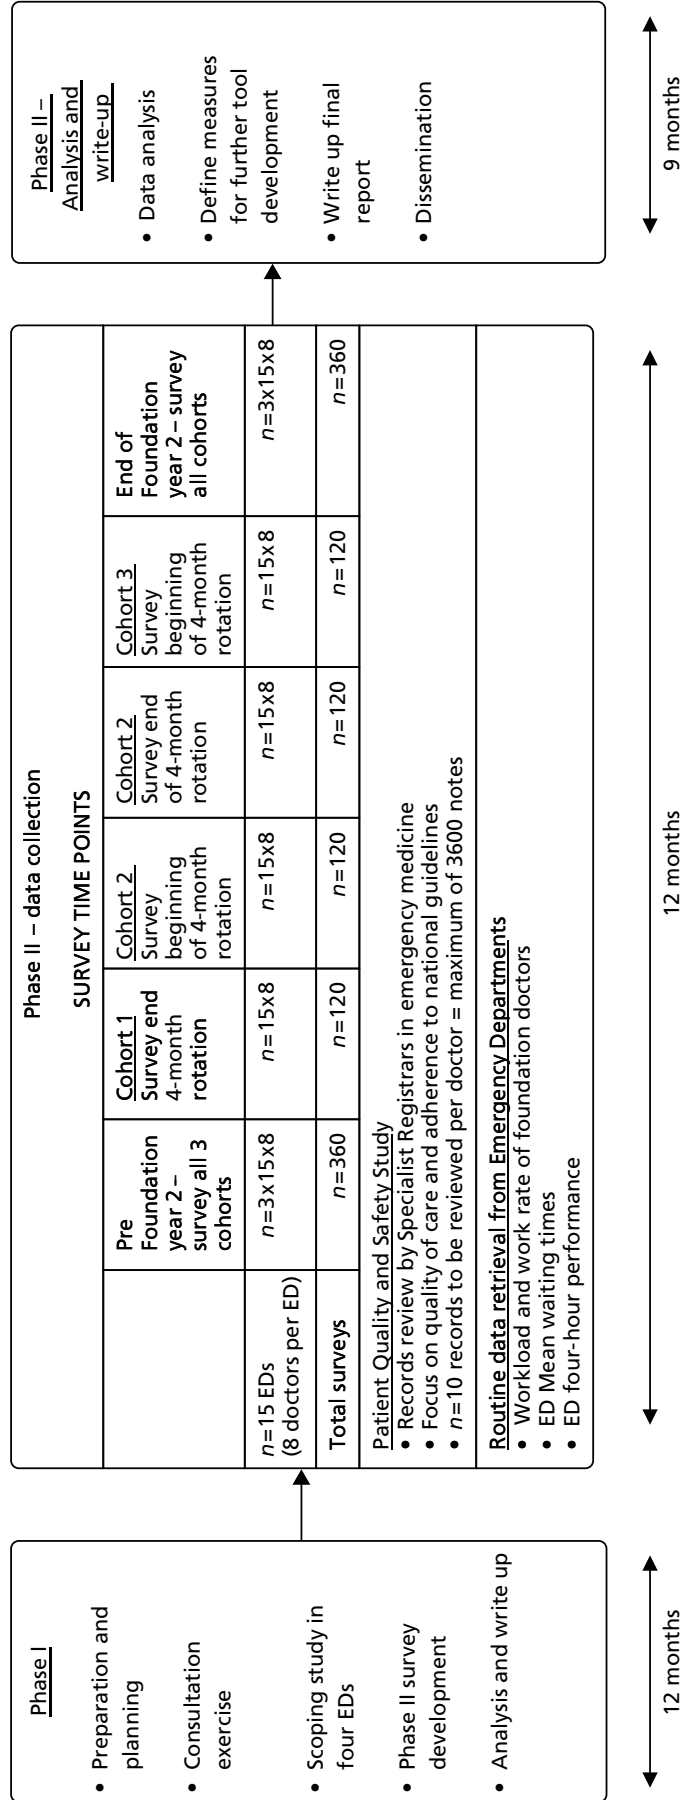 Phase I
• Preparation and
planning
• Consultation
exercise
• Scoping study in
four EDs
• Phase II survey
development
• Analysis and write up
12 months
Phase II – data collection
SURVEY TIME POINTS
Pre
Foundation
year 2 –
survey all 3
cohorts
Cohort 1
Survey end
4-month
rotation
Cohort 2
Survey
beginning
of 4-month
rotation
Cohort 2
Survey end
of 4-month
rotation
Cohort 3
Survey
beginning
of 4-month
rotation
End of
Foundation
year 2 – survey
all cohorts
n=15 EDs
(8 doctors per ED)
n=3x15x8
n=15x8
n=15x8
n=15x8
n=15x8
n=3x15x8
Total surveys
n=360
n=120
n=120
n=120
n=120
n=360
Patient Quality and Safety Study
• Records review by Specialist Registrars in emergency medicine
• Focus on quality of care and adherence to national guidelines
• n=10 records to be reviewed per doctor = maximum of 3600 notes
Routine data retrieval from Emergency Departments
• Workload and work rate of foundation doctors
• ED Mean waiting times
• ED four-hour performance
12 months
Phase II –
Analysis and
write-up
• Data analysis
• Define measures
for further tool
development
• Write up final
report
• Dissemination
9 months